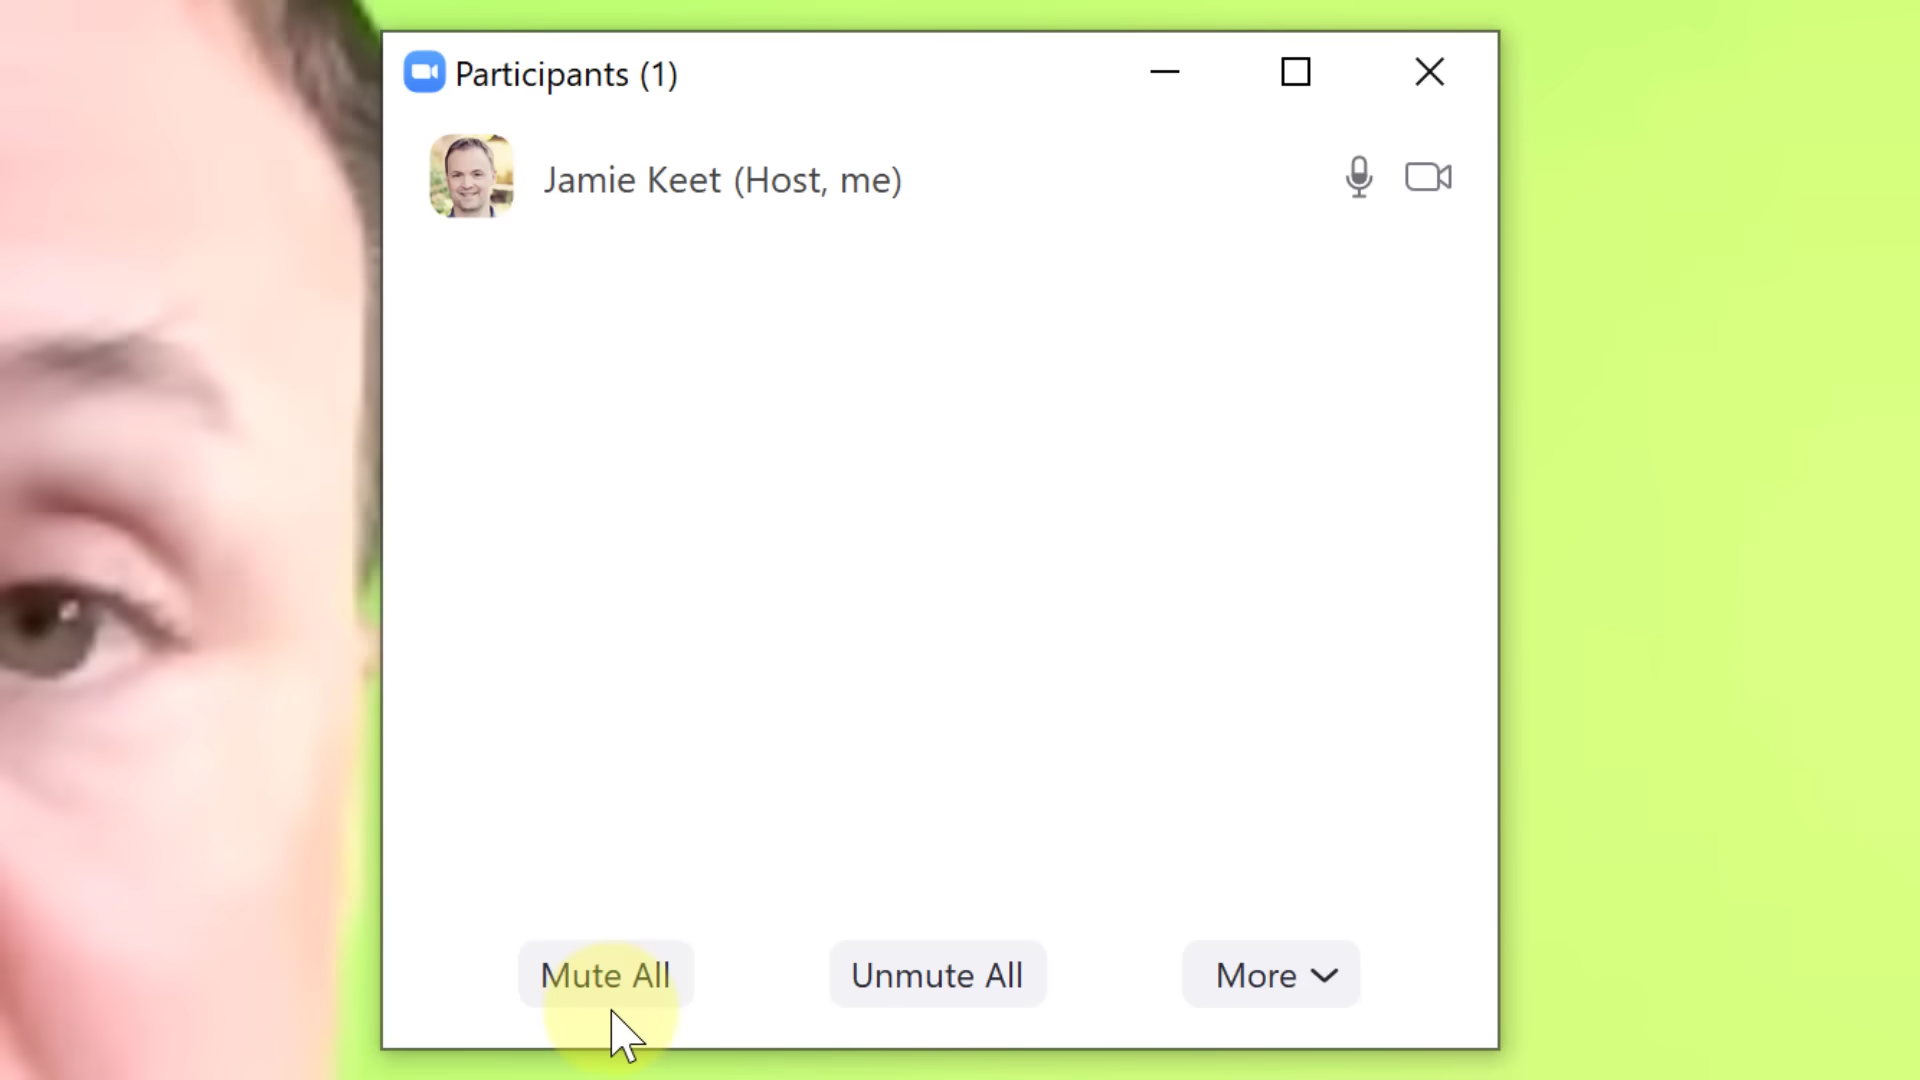 Participants (1)
Jamie Keet (Host, me)
Mute All
Unmute All
More